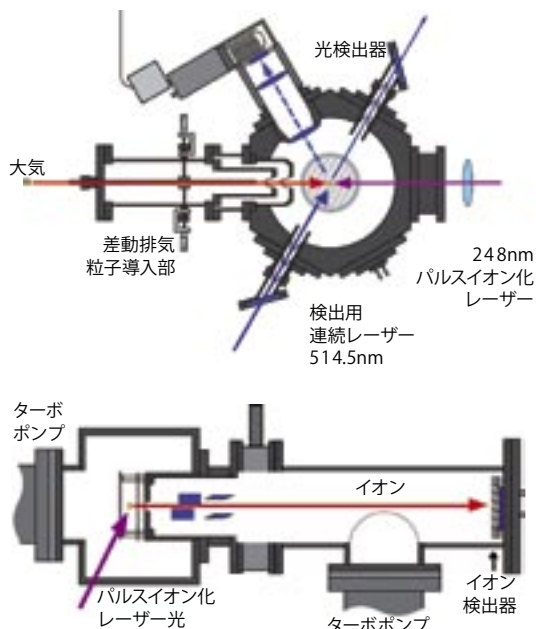 光検出器
大気
差動排気
粒子導入部
248nm
パルスイオン化
レーザー
検出用
連続レーザー
514.5nm
ターボ
ポンプ
イオン
パルスイオン化
レーザー光
イオン
検出器
ターボポンプ